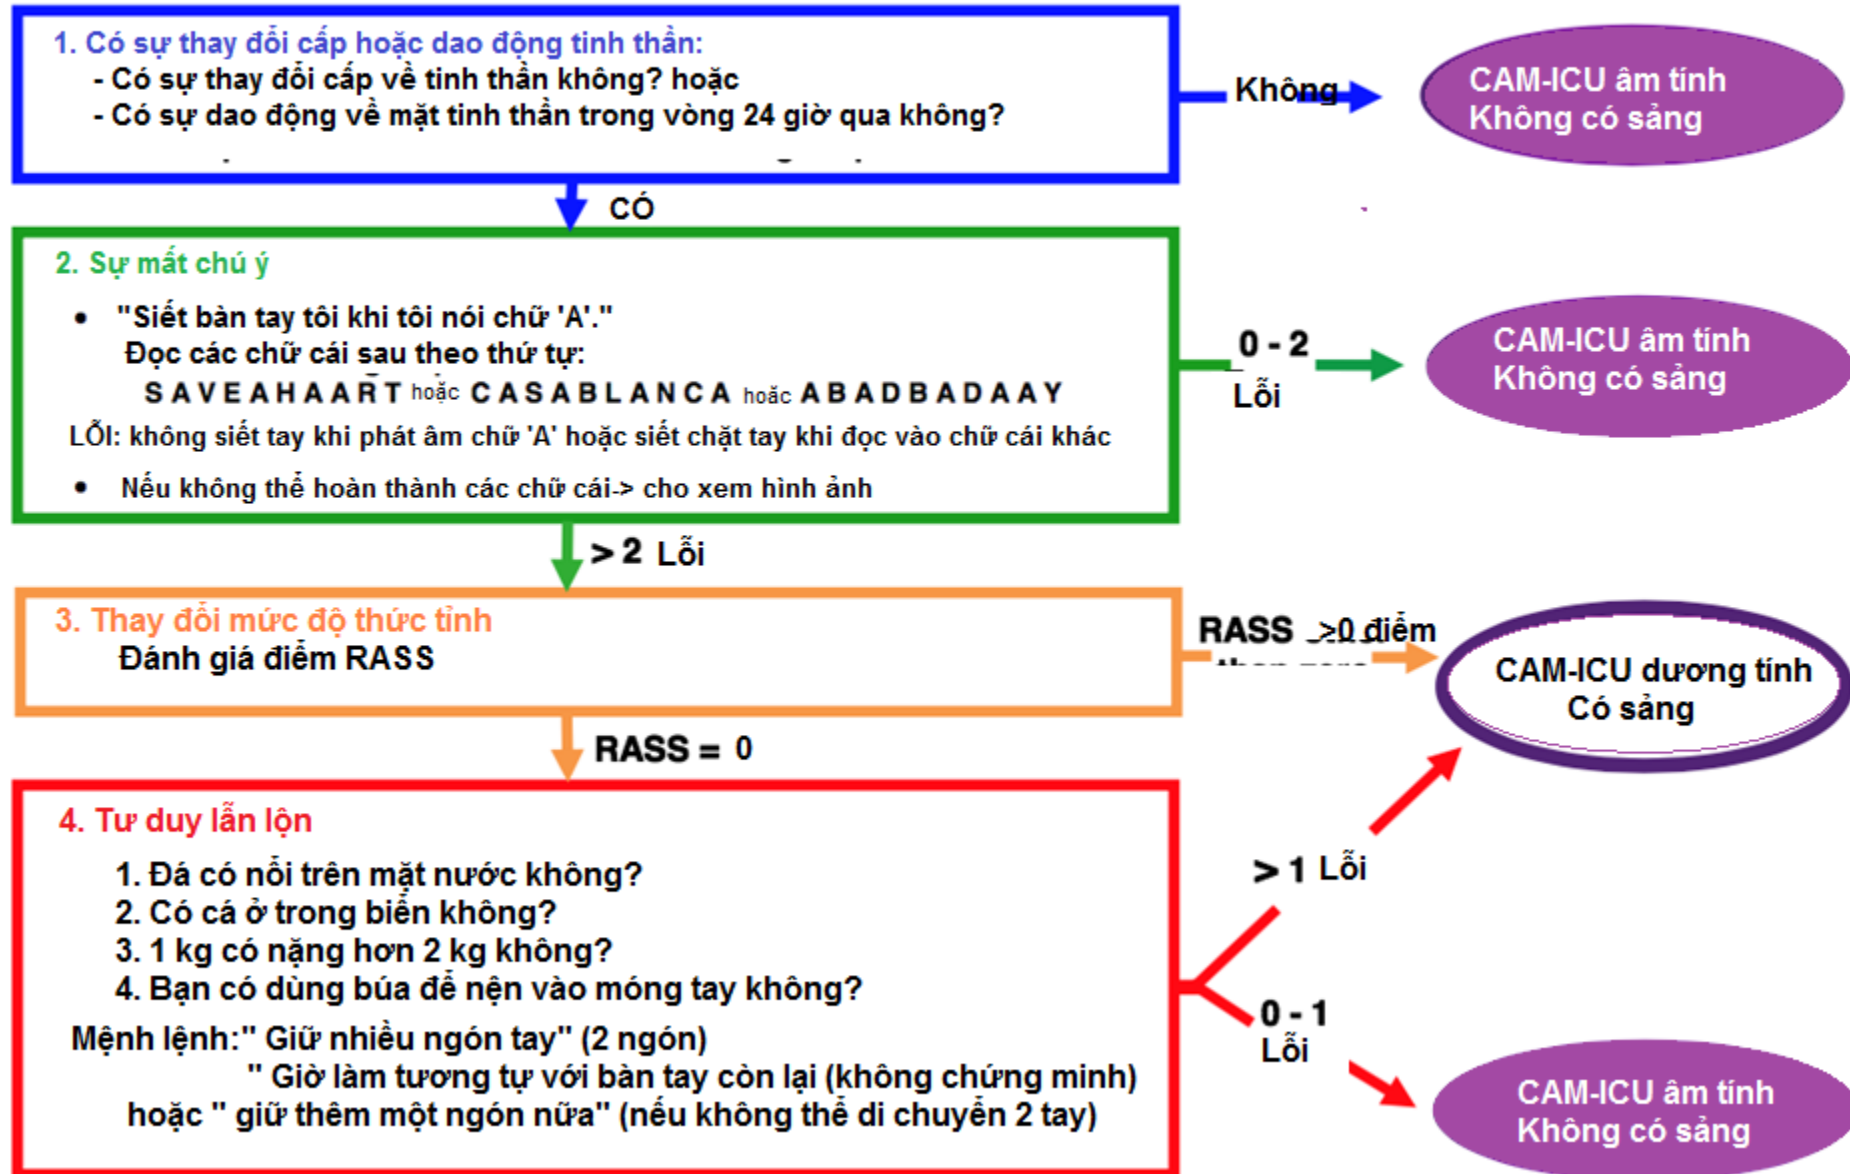 1. Có sự thay đổi cấp hoặc dao động tinh thần:
- Có sự thay đổi cấp về tinh thần không? hoặc
- Có sự dao động về mặt tinh thần trong vòng 24 giờ qua không?
Không
CAM-ICU âm tính
Không có sảng
CÓ
2. Sự mất chú ý
• "Siết bàn tay tôi khi tôi nói chữ 'A'."
Đọc các chữ cái sau theo thứ tự:
S A V E A H A A R T hoặc C A S A B L A N C A hoặc A B A D B A D A A Y
LỖI: không siết tay khi phát âm chữ 'A' hoặc siết chặt tay khi đọc vào chữ cái khác
• Nếu không thể hoàn thành các chữ cái-> cho xem hình ảnh
0 - 2
Lỗi
CAM-ICU âm tính
Không có sảng
> 2 Lỗi
3. Thay đổi mức độ thức tỉnh
Đánh giá điểm RASS
RASS >0 điểm
CAM-ICU dương tính
Có sảng
RASS = 0
4. Tư duy lẫn lộn
1. Đá có nổi trên mặt nước không?
2. Có cá ở trong biển không?
3. 1 kg có nặng hơn 2 kg không?
4. Bạn có dùng búa để nện vào móng tay không?
Mệnh lệnh:" Giữ nhiều ngón tay" (2 ngón)
" Giờ làm tương tự với bàn tay còn lại (không chứng minh)
hoặc " giữ thêm một ngón nữa" (nếu không thể di chuyển 2 tay)
> 1 Lỗi
0 - 1
Lỗi
CAM-ICU âm tính
Không có sảng